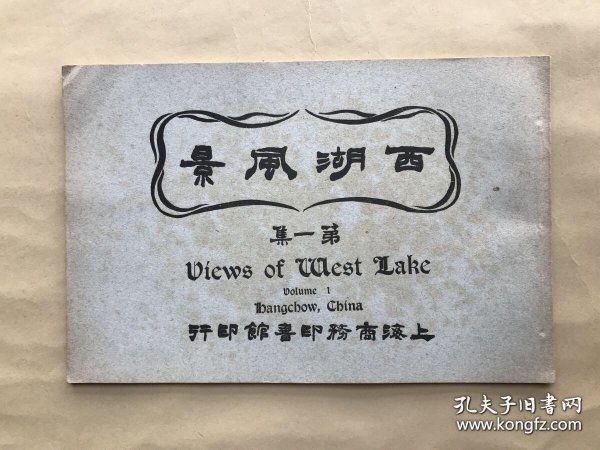 西湖風景
第一集
Views of West Lake
Volume 1
Hangchow, China
上海商務印書館印行
孔夫子旧書网
www.kongfz.com